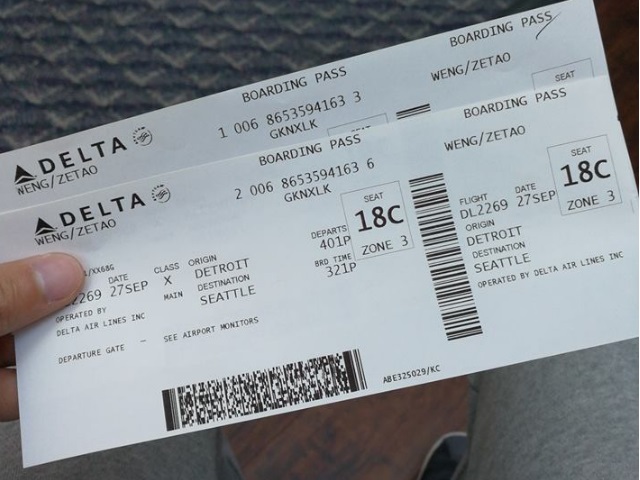 BOARDING PASS
BOARDING PASS
DELTA
WENG/ZETAO
1 006 8653594163 3
GKNXLK
WENG/ZETAO
SEAT
BOARDING PASS
BOARDING PASS
DELTA
WENG/ZETAO
2 006 8653594163 6
GKNXLK
WENG/ZETAO
SEAT
18C
ZONE 3
DEPARTS
401P
BRD TIME
321P
SEAT
18C
ZONE 3
FLIGHT DATE
DL2269 27SEP
ORIGIN
DETROIT
DESTINATION
SEATTLE
OPERATED BY DELTA AIR LINES INC
/XX68G
DATE CLASS ORIGIN
2269 27SEP X DETROIT
MAIN DESTINATION
SEATTLE
OPERATED BY
DELTA AIR LINES INC
DEPARTURE GATE – SEE AIRPORT MONITORS
ABE325029/KC